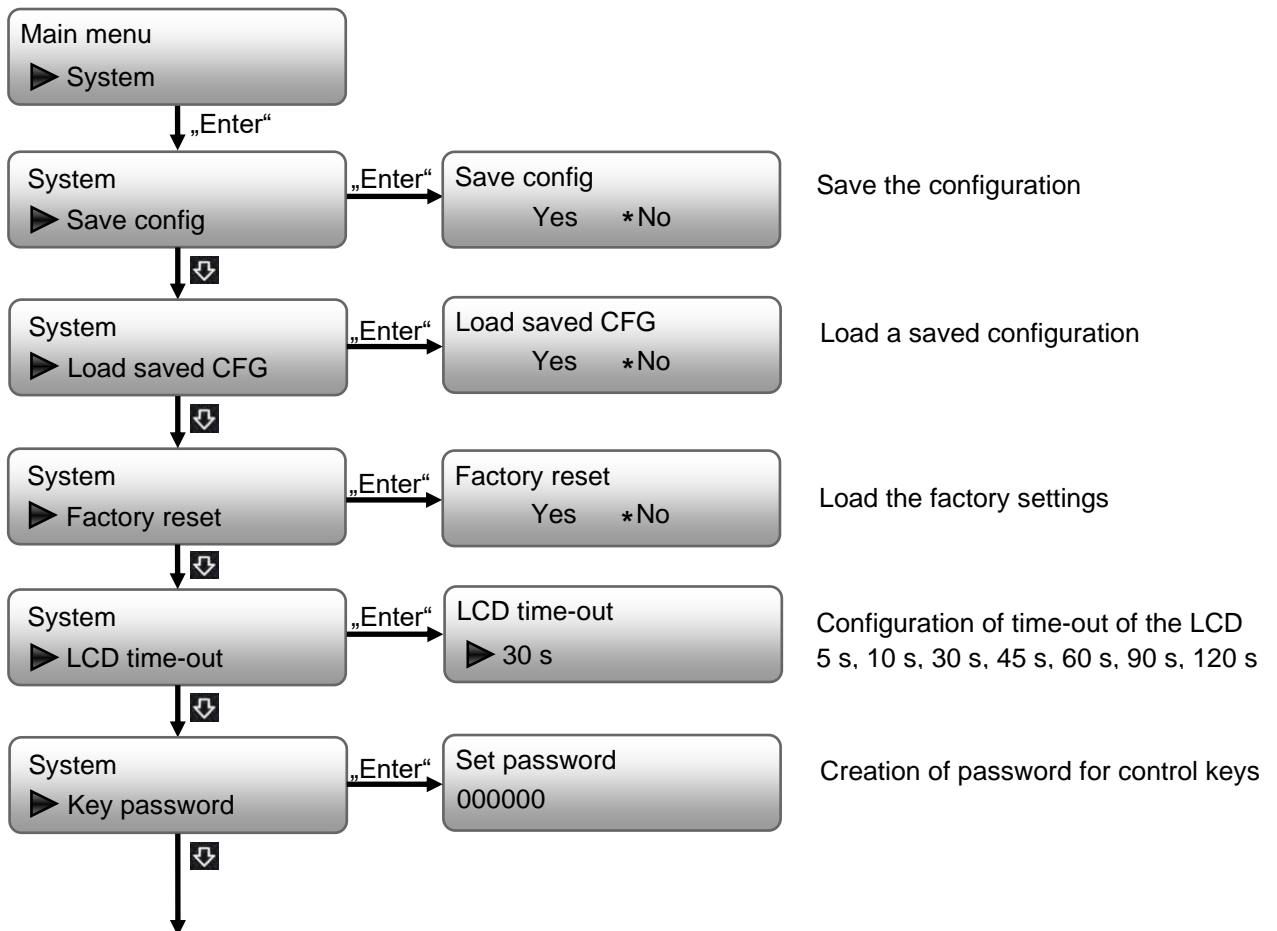 Main menu
System
„Enter“
System
Save config
„Enter“
Save config
Yes *No
Save the configuration
System
Load saved CFG
„Enter“
Load saved CFG
Yes *No
Load a saved configuration
System
Factory reset
„Enter“
Factory reset
Yes *No
Load the factory settings
System
LCD time-out
„Enter“
LCD time-out
30 s
Configuration of time-out of the LCD
5 s, 10 s, 30 s, 45 s, 60 s, 90 s, 120 s
System
Key password
„Enter“
Set password
000000
Creation of password for control keys